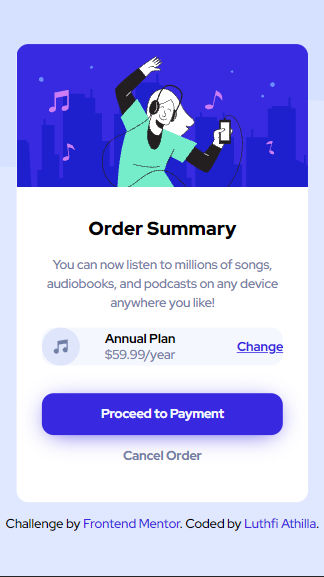 Order Summary
You can now listen to millions of songs,
audiobooks, and podcasts on any device
anywhere you like!
Annual Plan
$59.99/year
Change
Proceed to Payment
Cancel Order
Challenge by Frontend Mentor. Coded by Luthfi Athilla.